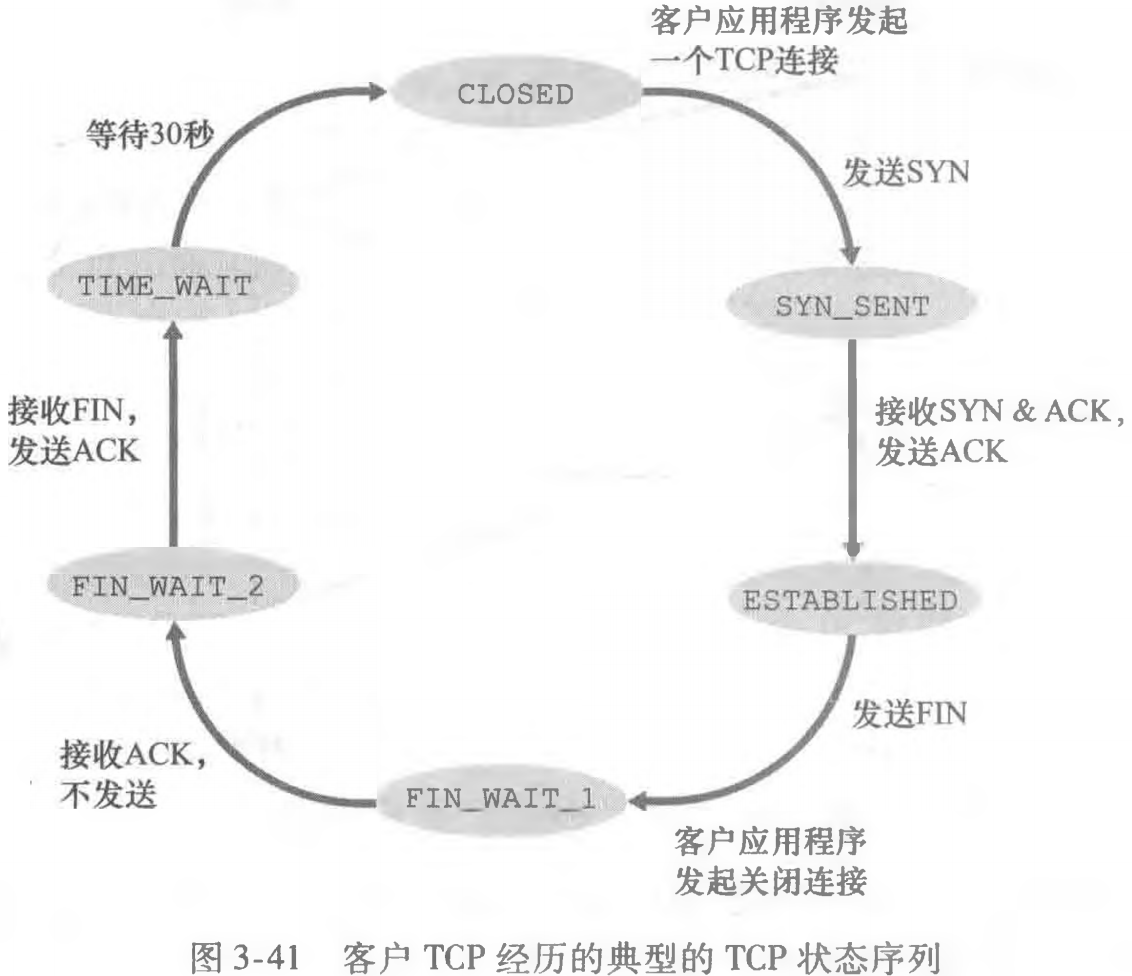 客户应用程序发起
一个TCP连接
CLOSED
等待30秒
发送SYN
TIME_WAIT
SYN_SENT
接收FIN，
发送ACK
接收SYN & ACK，
发送ACK
FIN_WAIT_2
ESTABLISHED
发送FIN
接收ACK，
不发送
FIN_WAIT_1
客户应用程序
发起关闭连接
图 3-41 客户 TCP 经历的典型的 TCP 状态序列